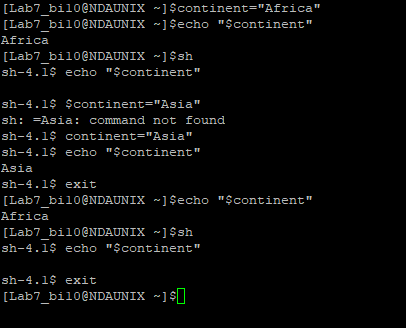 [Lab7_bi10@NDAUNIX ~]$continent="Africa"
[Lab7_bi10@NDAUNIX ~]$echo "$continent"
Africa
[Lab7_bi10@NDAUNIX ~]$sh
sh-4.1$ echo "$continent"
sh-4.1$ $continent="Asia"
sh: =Asia: command not found
sh-4.1$ continent="Asia"
sh-4.1$ echo "$continent"
Asia
sh-4.1$ exit
[Lab7_bi10@NDAUNIX ~]$echo "$continent"
Africa
[Lab7_bi10@NDAUNIX ~]$sh
sh-4.1$ echo "$continent"
sh-4.1$ exit
[Lab7_bi10@NDAUNIX ~]$